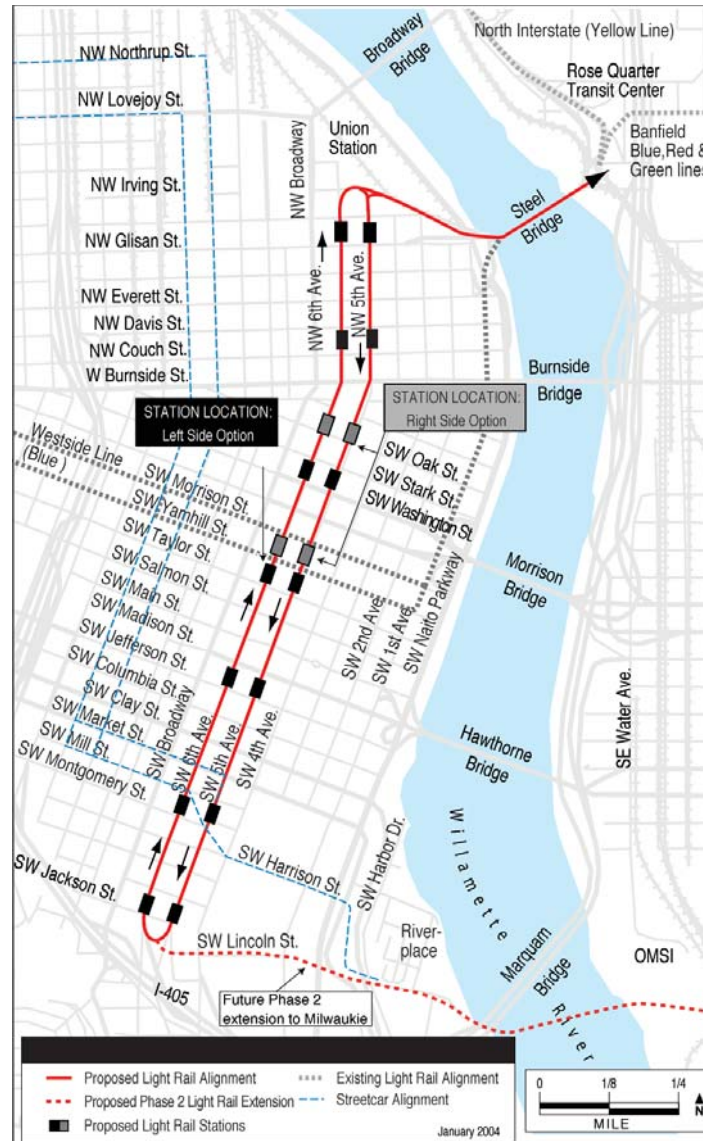 North Interstate (Yellow Line)
Broadway
Bridge
NW Northrup St.
Rose Quarter
Transit Center
NW Lovejoy St.
Banfield
Blue,Red &
Green lines
Union
Station
NW Broadway
NW Irving St.
Steel
Bridge
NW Glisan St.
NW 6th Ave.
NW 5th Ave.
NW Everett St.
NW Davis St.
NW Couch St.
W Burnside St.
Burnside
Bridge
STATION LOCATION:
Left Side Option
STATION LOCATION:
Right Side Option
Westside Line
(Blue )
SW Oak St.
SW Stark St.
SW Washington St.
SW Morrison St.
SW Yamhill St.
SW Taylor St.
SW Salmon St.
SW Main St.
SW Madison St.
SW Jefferson St.
SW Columbia St.
SW Clay St.
SW Market St.
SW Mill St.
SW Montgomery St.
Morrison
Bridge
SW 2nd Ave.
SW 1st Ave.
SW Naito Parkway
SW Broadway
SW 6th Ave.
SW 5th Ave.
SW 4th Ave.
SE Water Ave.
Hawthorne
Bridge
Willamette
River
SW Harrison St.
SW Harbor Dr.
SW Jackson St.
River-
place
SW Lincoln St.
Marquam
Bridge
OMSI
I-405
Future Phase 2
extension to Milwaukie
Proposed Light Rail Alignment
Existing Light Rail Alignment
Proposed Phase 2 Light Rail Extension
Streetcar Alignment
Proposed Light Rail Stations
January 2004
0 1/8 1/4
MILE
N